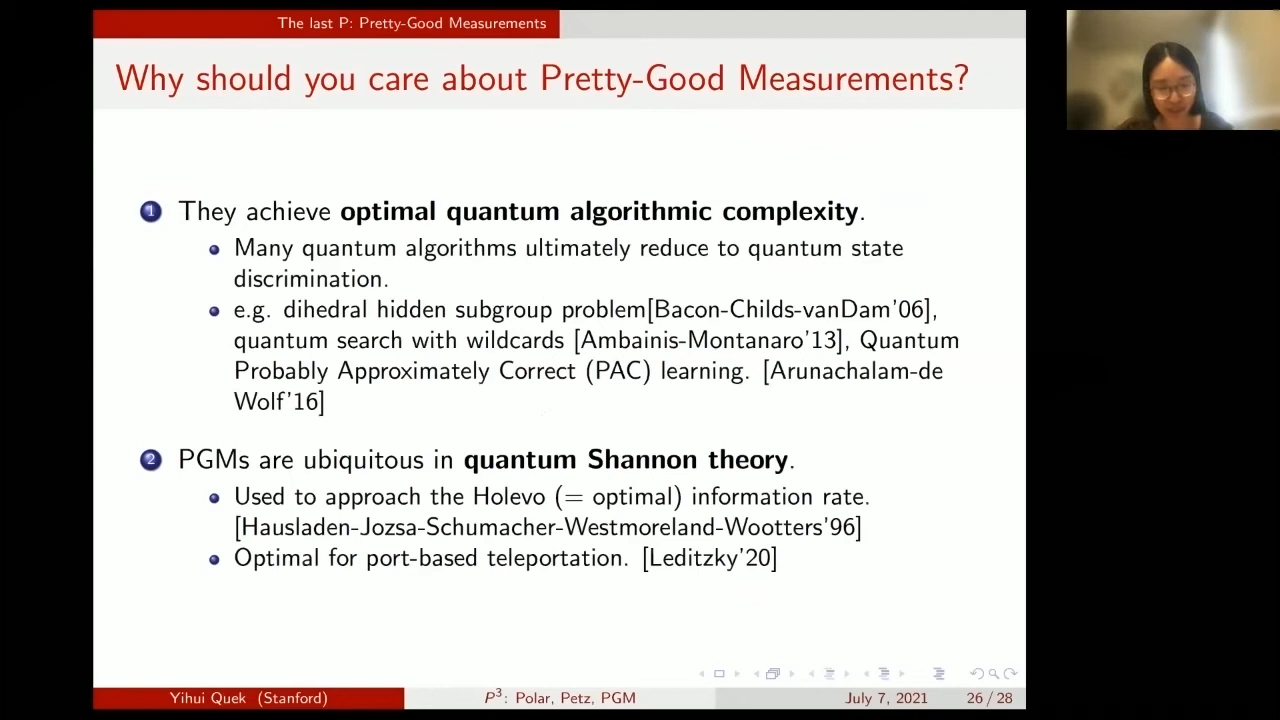 The last P: Pretty-Good Measurements
Why should you care about Pretty-Good Measurements?
1 They achieve optimal quantum algorithmic complexity.
Many quantum algorithms ultimately reduce to quantum state
discrimination.
e.g. dihedral hidden subgroup problem[Bacon-Childs-vanDam'06],
quantum search with wildcards [Ambainis-Montanaro'13], Quantum
Probably Approximately Correct (PAC) learning. [Arunachalam-de
Wolf'16]
2 PGMs are ubiquitous in quantum Shannon theory.
Used to approach the Holevo (= optimal) information rate.
[Hausladen-Jozsa-Schumacher-Westmoreland-Wootters'96]
Optimal for port-based teleportation. [Leditzky'20]
Yihui Quek (Stanford) P³: Polar, Petz, PGM July 7, 2021 26 / 28